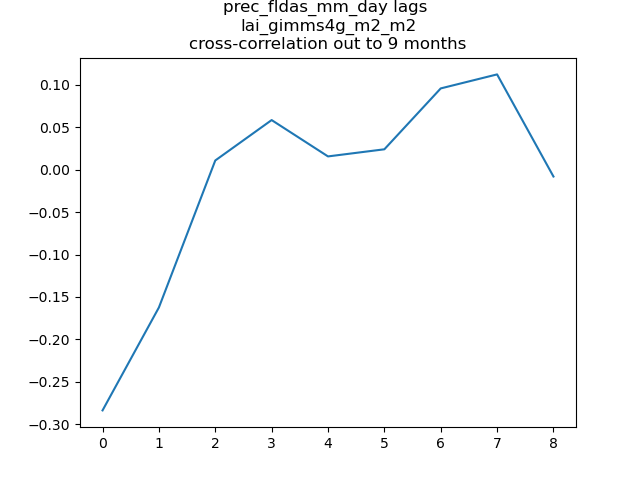 prec_fldas_mm_day lags
lai_gimms4g_m2_m2
cross-correlation out to 9 months
0.10
0.05
0.00
−0.05
−0.10
−0.15
−0.20
−0.25
−0.30
0 1 2 3 4 5 6 7 8